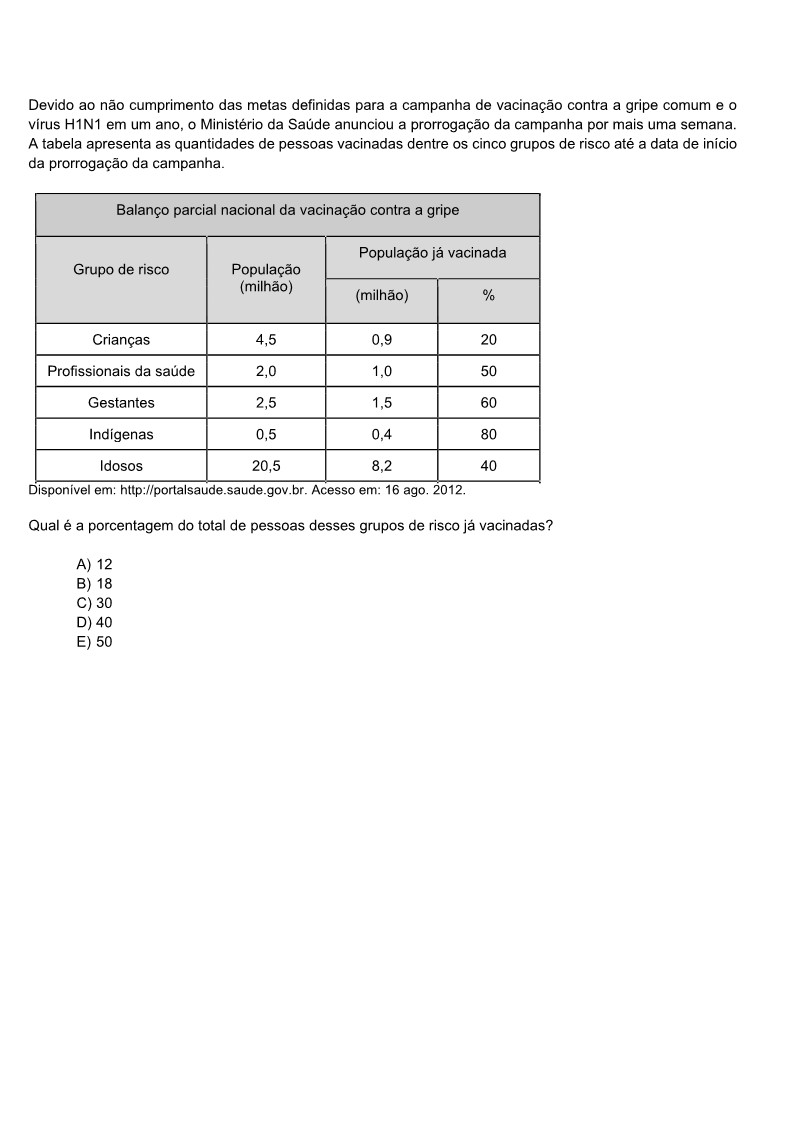 Devido ao não cumprimento das metas definidas para a campanha de vacinação contra a gripe comum e o
vírus H1N1 em um ano, o Ministério da Saúde anunciou a prorrogação da campanha por mais uma semana.
A tabela apresenta as quantidades de pessoas vacinadas dentre os cinco grupos de risco até a data de início
da prorrogação da campanha.
Balanço parcial nacional da vacinação contra a gripe
Grupo de risco
População
(milhão)
População já vacinada
(milhão) %
Crianças 4,5 0,9 20
Profissionais da saúde 2,0 1,0 50
Gestantes 2,5 1,5 60
Indígenas 0,5 0,4 80
Idosos 20,5 8,2 40
Disponível em: http://portalsaude.saude.gov.br. Acesso em: 16 ago. 2012.
Qual é a porcentagem do total de pessoas desses grupos de risco já vacinadas?
A) 12
B) 18
C) 30
D) 40
E) 50